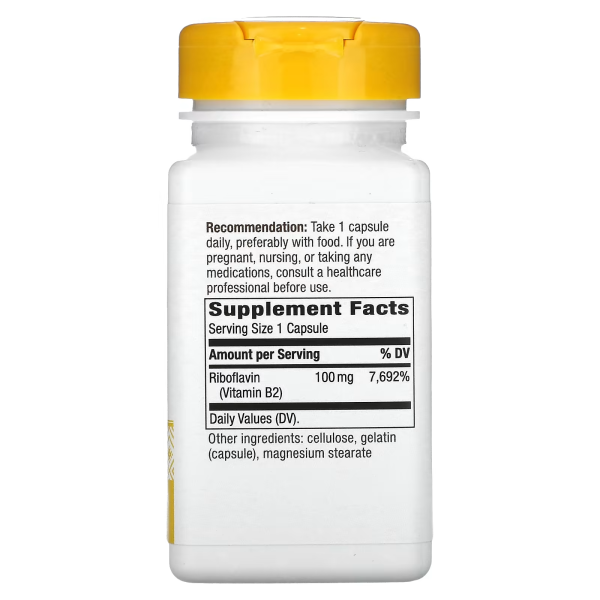 Recommendation: Take 1 capsule
daily, preferably with food. If you are
pregnant, nursing, or taking any
medications, consult a healthcare
professional before use.
Supplement Facts
Serving Size 1 Capsule
Amount per Serving % DV
Riboflavin 100 mg 7,692%
(Vitamin B2)
Daily Values (DV).
Other ingredients: cellulose, gelatin
(capsule), magnesium stearate